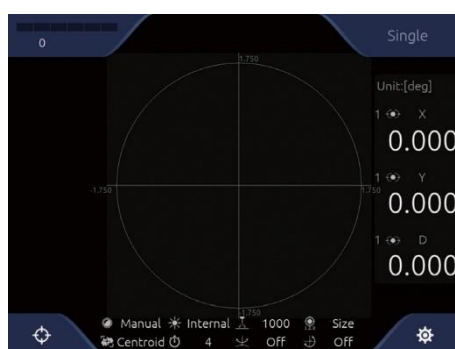 0
Single
1.750
Unit:[deg]
1 X
0.000
-1.750
1.750
1 Y
0.000
1 D
0.000
-1.750
Manual Internal 1000 Size
Centroid 4 Off Off